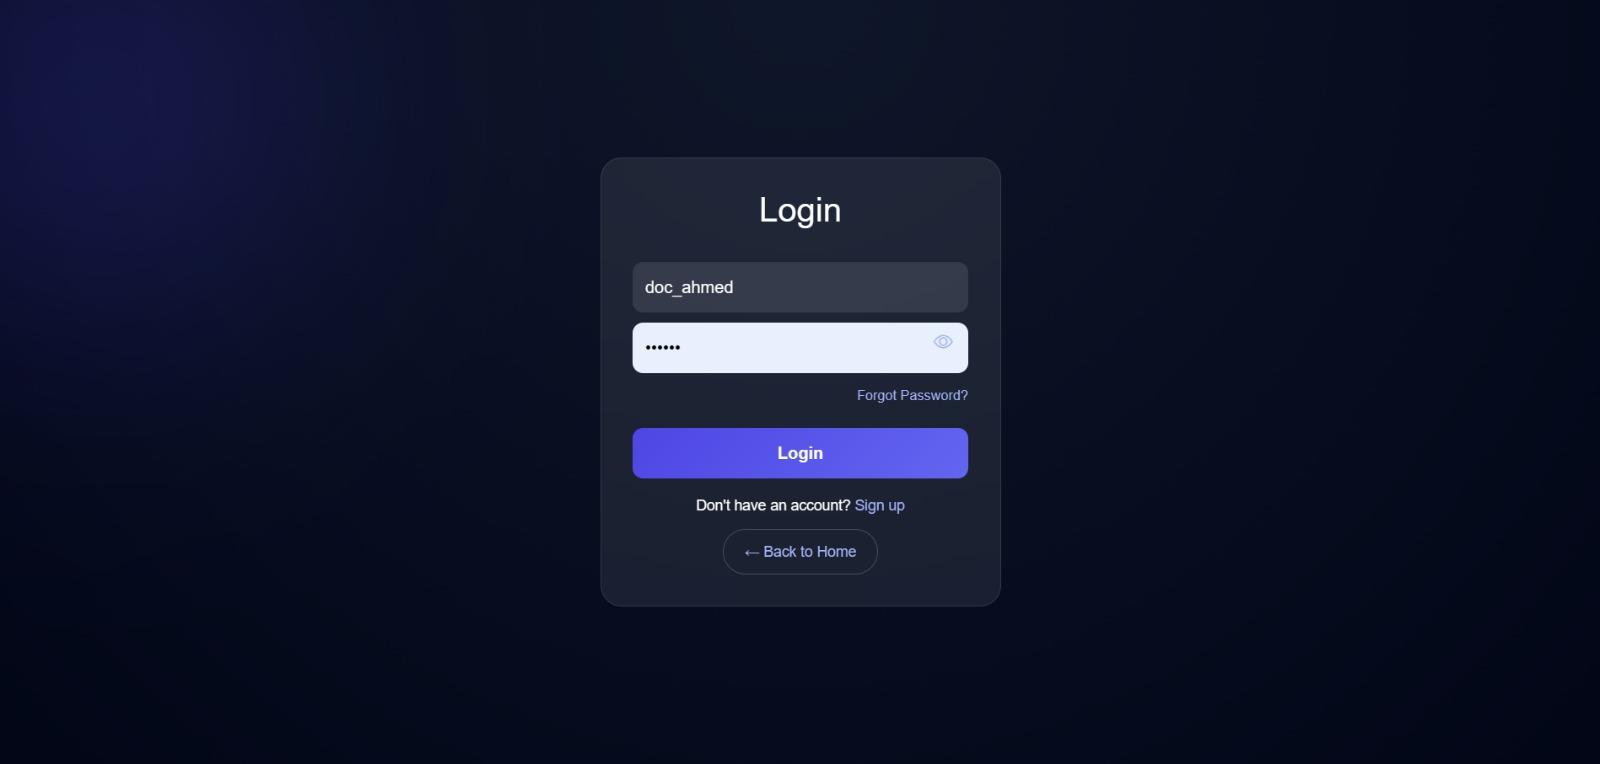 Login
doc_ahmed
••••••
Forgot Password?
Login
Don't have an account? Sign up
← Back to Home